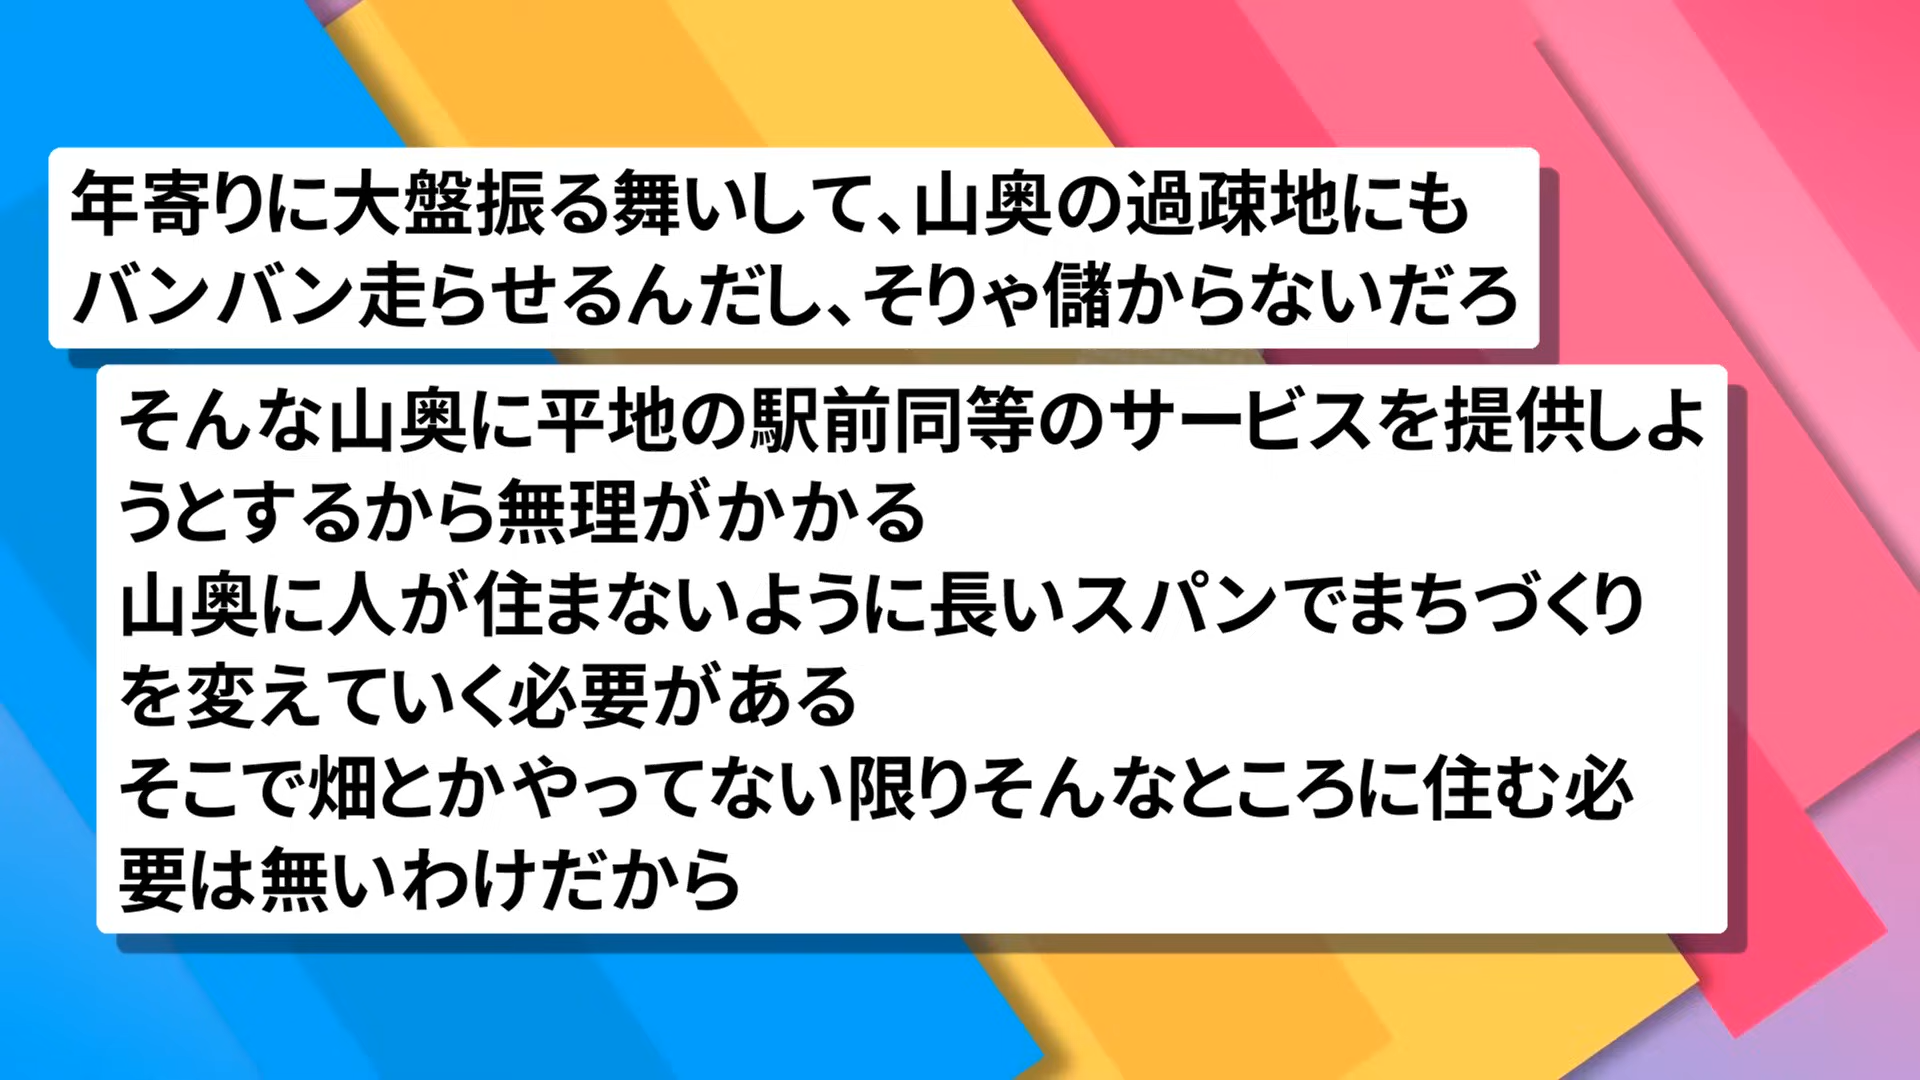 年寄りに大盤振る舞いして、山奥の過疎地にも
バンバン走らせるんだし、そりゃ儲からないだろ
そんな山奥に平地の駅前同等のサービスを提供しよ
うとするから無理がかかる
山奥に人が住まないように長いスパンでまちづくり
を変えていく必要がある
そこで畑とかやってない限りそんなところに住む必
要は無いわけだから